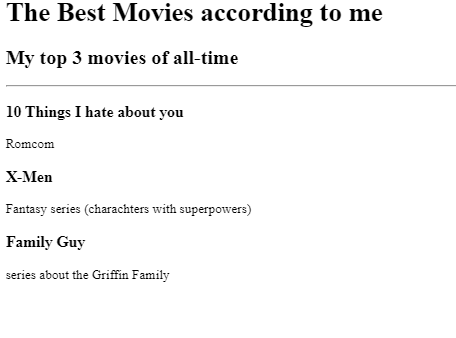 The Best Movies according to me
My top 3 movies of all-time
10 Things I hate about you
Romcom
X-Men
Fantasy series (charachters with superpowers)
Family Guy
series about the Griffin Family